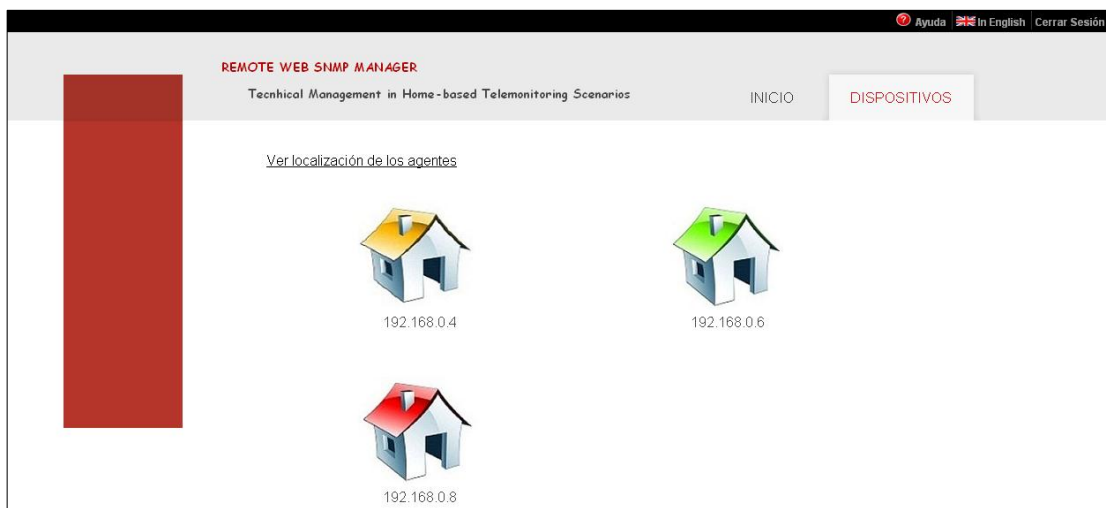 Ayuda In English Cerrar Sesión
REMOTE WEB SNMP MANAGER
Tecnhical Management in Home-based Telemonitoring Scenarios
INICIO DISPOSITIVOS
Ver localización de los agentes
192.168.0.4 192.168.0.6
192.168.0.8